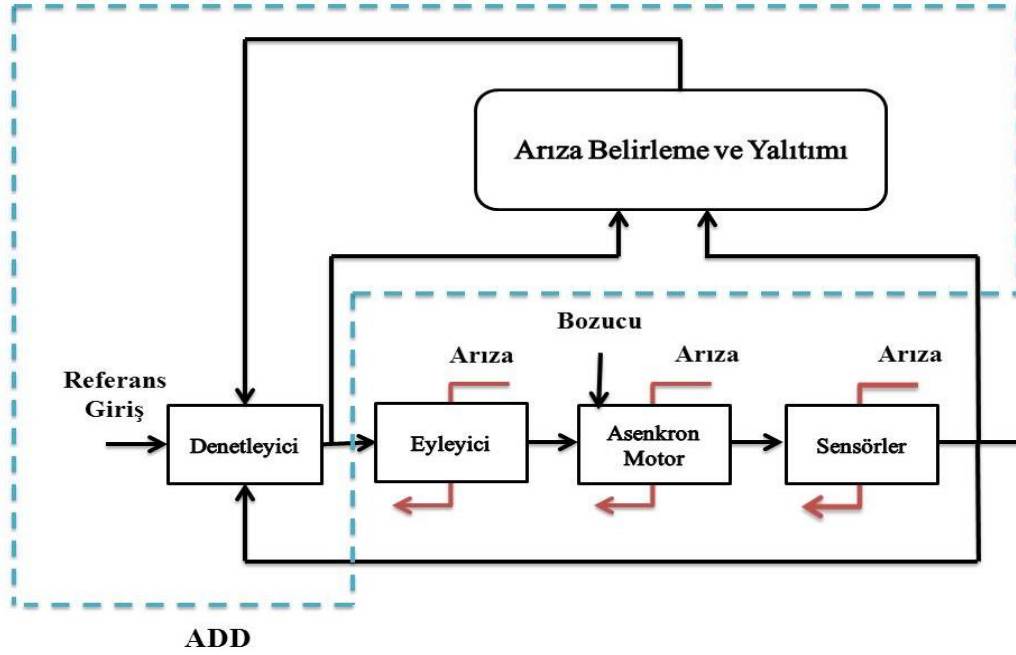 Arıza Belirleme ve Yalıtımı
Bozucu
Arıza
Arıza
Arıza
Referans
Giriş
Denetleyici
Eyleyici
Asenkron
Motor
Sensörler
ADD